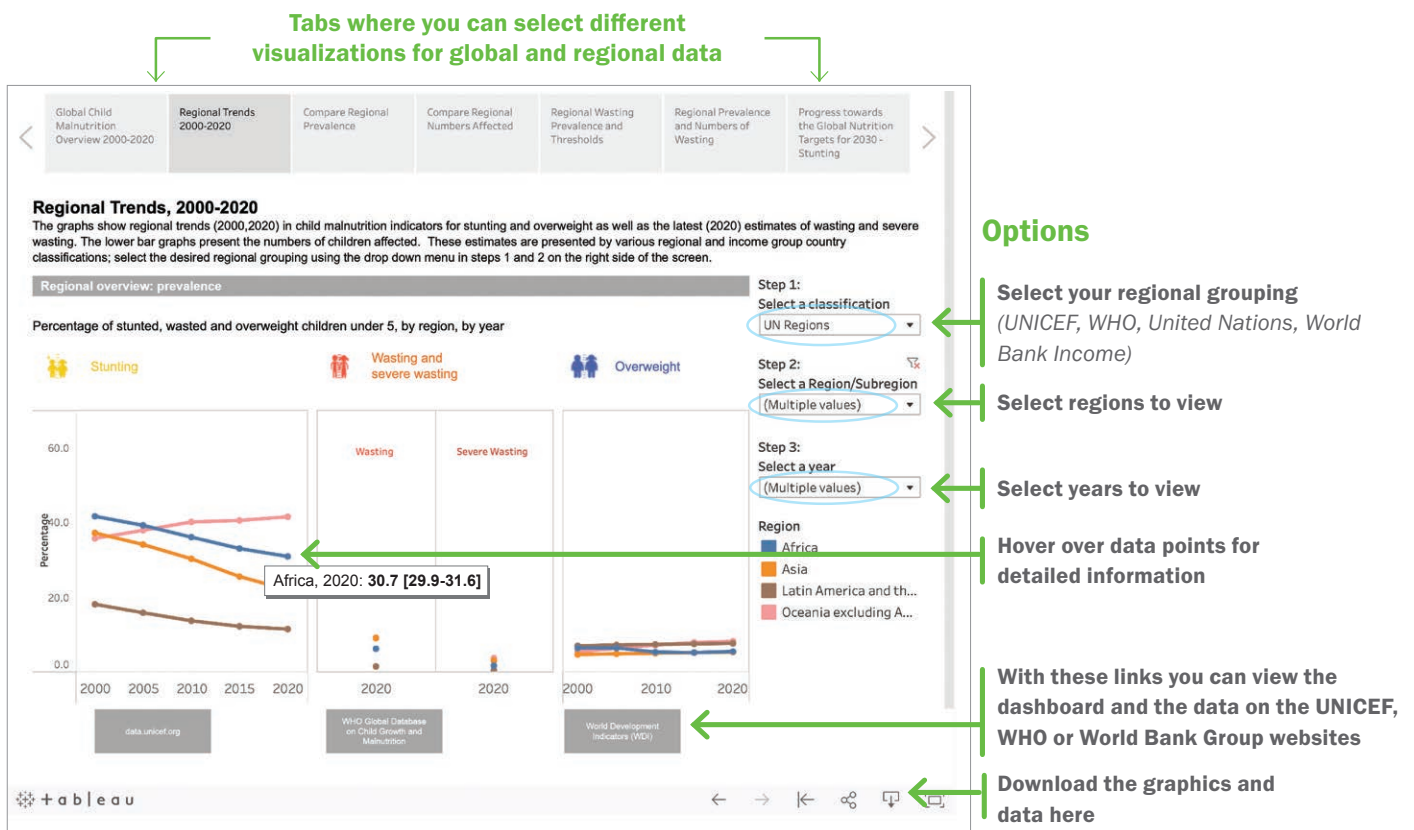 Tabs where you can select different
visualizations for global and regional data
Global Child
Malnutrition
Overview 2000-2020
Regional Trends
2000-2020
Compare Regional
Prevalence
Compare Regional
Numbers Affected
Regional Wasting
Prevalence and
Thresholds
Regional Prevalence
and Numbers of
Wasting
Progress towards
the Global Nutrition
Targets for 2030 -
Stunting
Regional Trends, 2000-2020
The graphs show regional trends (2000,2020) in child malnutrition indicators for stunting and overweight as well as the latest (2020) estimates of wasting and severe
wasting. The lower bar graphs present the numbers of children affected. These estimates are presented by various regional and income group country
classifications; select the desired regional grouping using the drop down menu in steps 1 and 2 on the right side of the screen.
Regional overview: prevalence
Percentage of stunted, wasted and overweight children under 5, by region, by year
Stunting
Wasting and
severe wasting
Overweight
Percentage
60.0
40.0
20.0
0.0
Wasting
Severe Wasting
Africa, 2020: 30.7 [29.9-31.6]
2000 2005 2010 2015 2020
2020
2020
2000 2010 2020
data.unicef.org
WHO Global Database
on Child Growth and
Malnutrition
World Development
Indicators (WDI)
Step 1:
Select a classification
UN Regions
Step 2:
Select a Region/Subregion
(Multiple values)
Step 3:
Select a year
(Multiple values)
Region
Africa
Asia
Latin America and th...
Oceania excluding A...
+ableau
Options
Select your regional grouping
(UNICEF, WHO, United Nations, World
Bank Income)
Select regions to view
Select years to view
Hover over data points for
detailed information
With these links you can view the
dashboard and the data on the UNICEF,
WHO or World Bank Group websites
Download the graphics and
data here